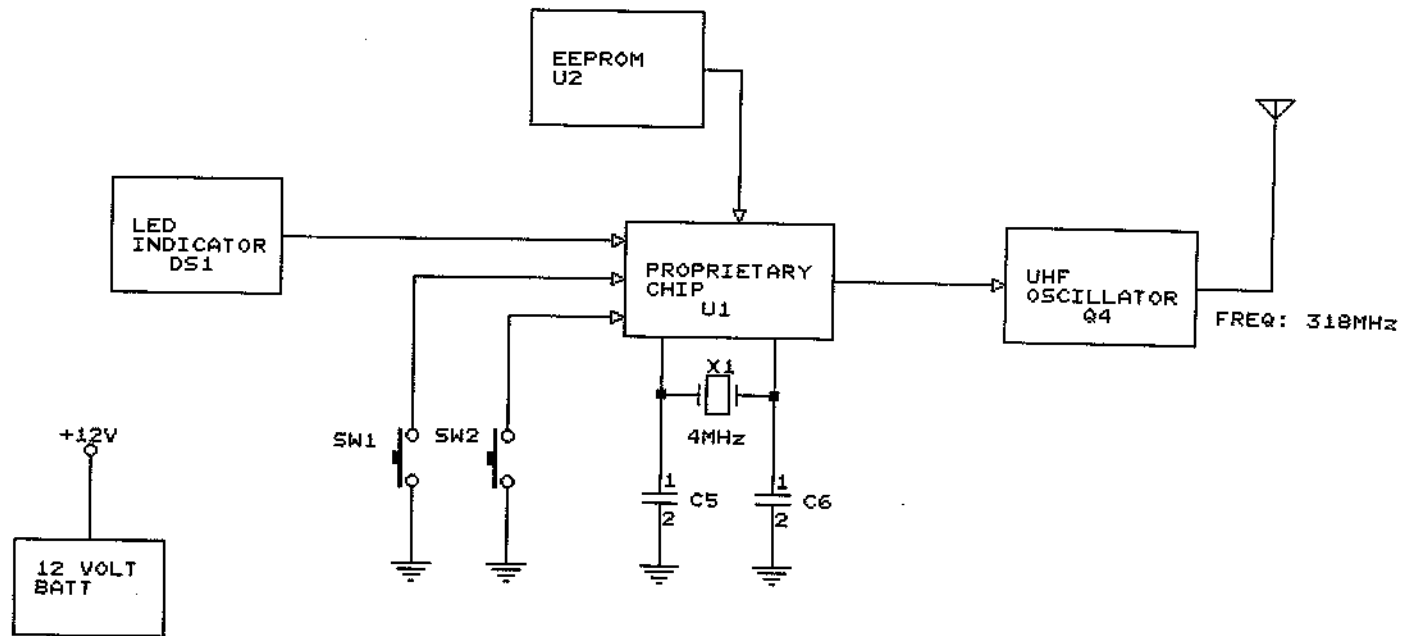 EEPROM
U2
LED
INDICATOR
DS1
PROPRIETARY
CHIP
U1
UHF
OSCILLATOR
Q4
FREQ: 318MHz
X1
4MHz
+12V
SW1
SW2
1
C5
2
1
C6
2
12 VOLT
BATT